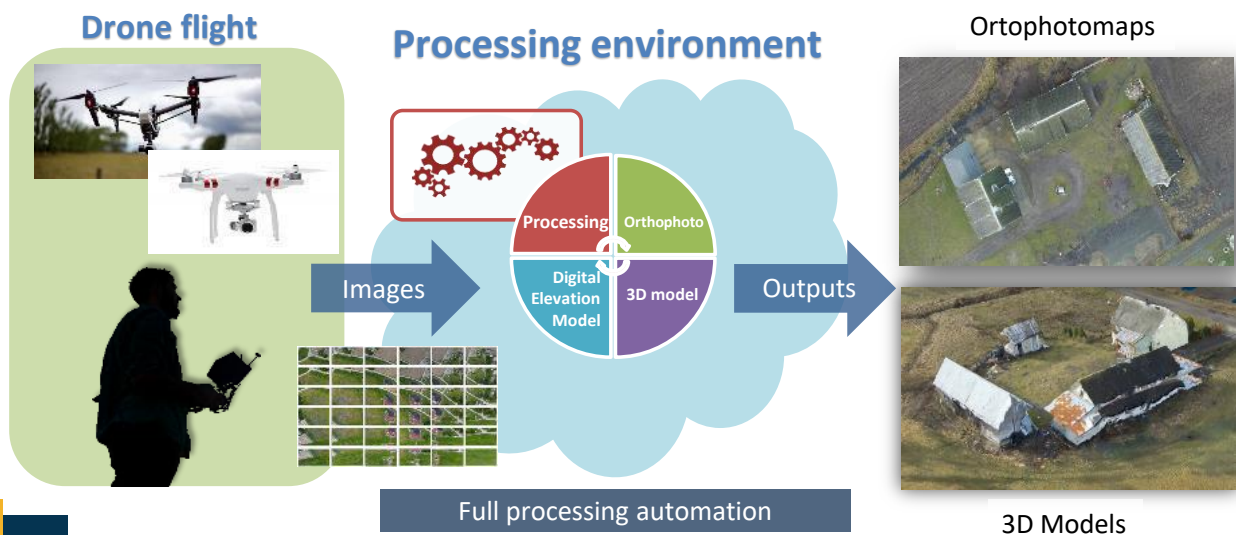 Drone flight
Processing environment
Ortophotomaps
Processing
Orthophoto
Digital
Elevation
Model
3D model
Images
Outputs
Full processing automation
3D Models